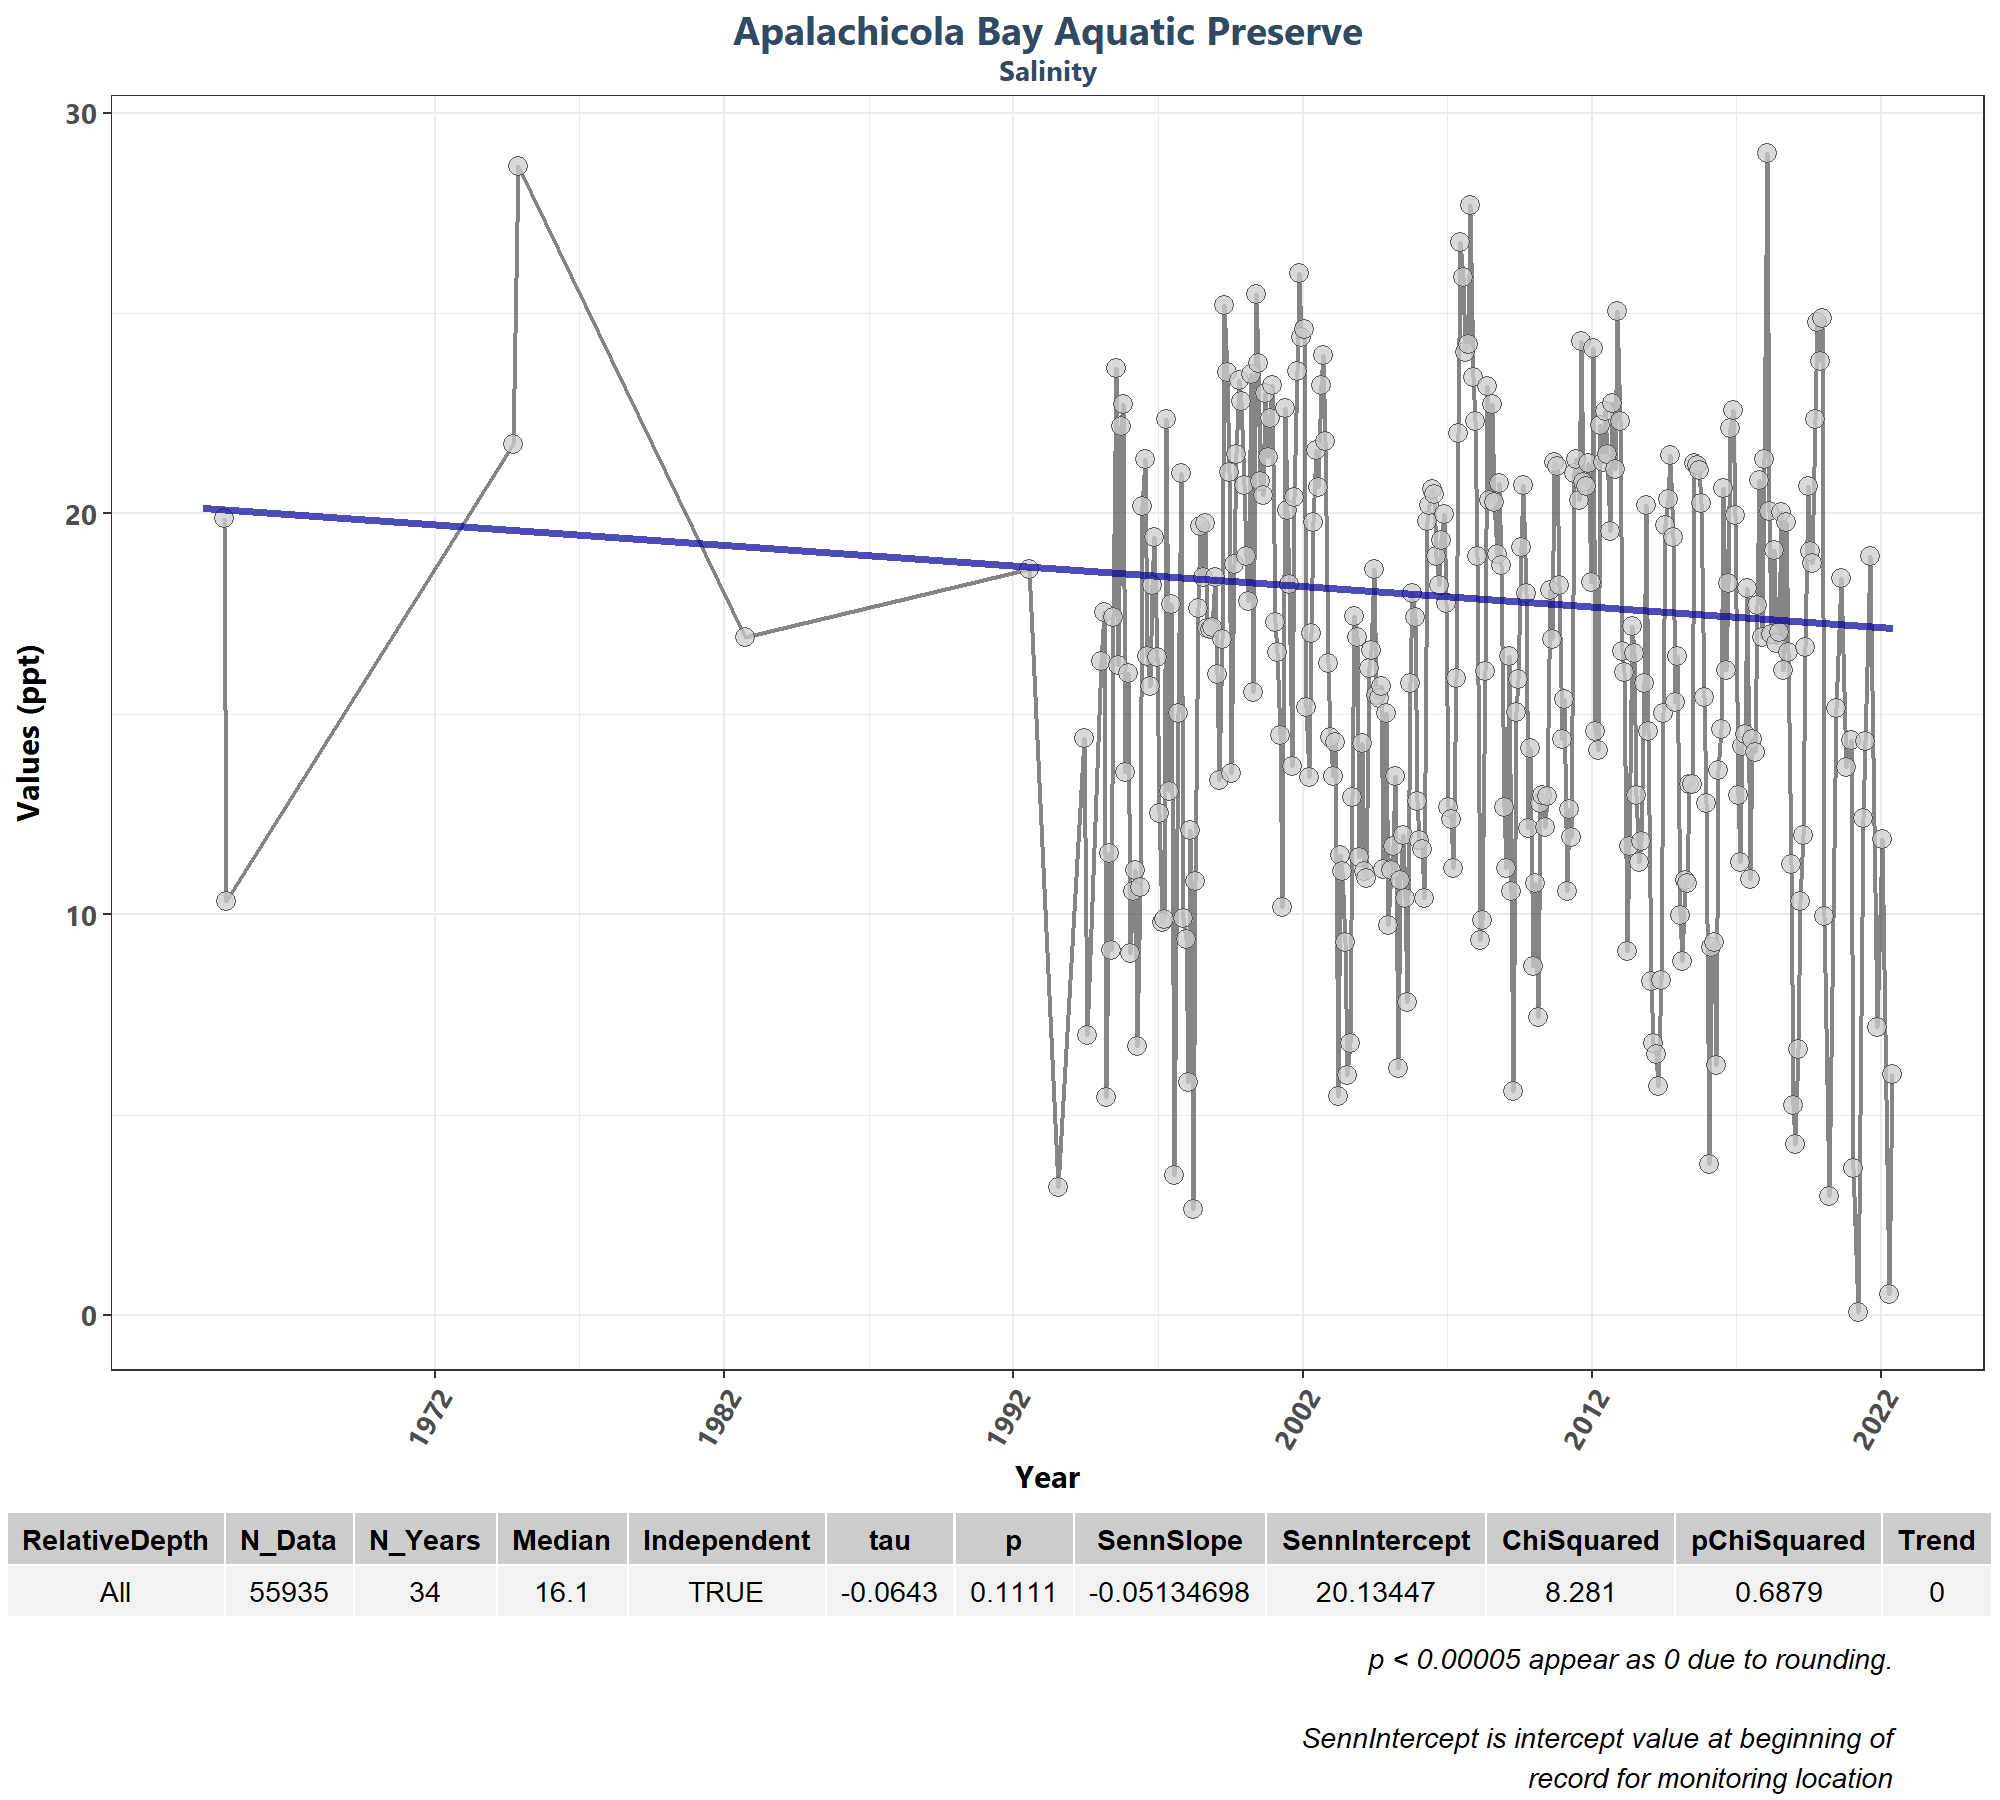 Apalachicola Bay Aquatic Preserve
Salinity
30
20
10
0
Values (ppt)
1972
1982
1992
2002
2012
2022
Year
RelativeDepth N_Data N_Years Median Independent tau p SennSlope SennIntercept ChiSquared pChiSquared Trend
All 55935 34 16.1 TRUE -0.0643 0.1111 -0.05134698 20.13447 8.281 0.6879 0
p < 0.00005 appear as 0 due to rounding.
SennIntercept is intercept value at beginning of
record for monitoring location